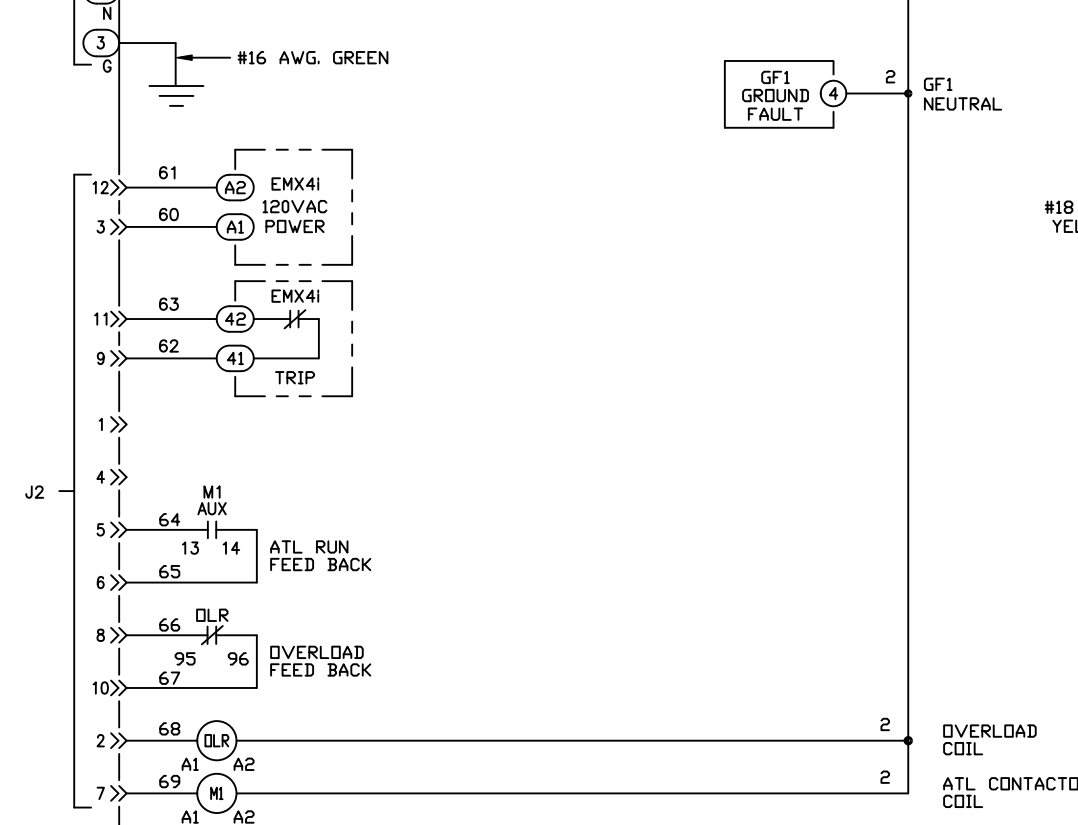 N
3
G
#16 AWG. GREEN
GF1
GROUND
FAULT
4
2
GF1
NEUTRAL
12
61
A2
EMX4i
120VAC
POWER
3
60
A1
#18
YEL
EMX4i
11
63
42
9
62
41
TRIP
1
4
J2
M1
AUX
5
64
13 14
ATL RUN
FEED BACK
6
65
OLR
8
66
95 96
OVERLOAD
FEED BACK
10
67
2
68
OLR
A1 A2
2
OVERLOAD
COIL
7
69
M1
A1 A2
2
ATL CONTACTO
COIL